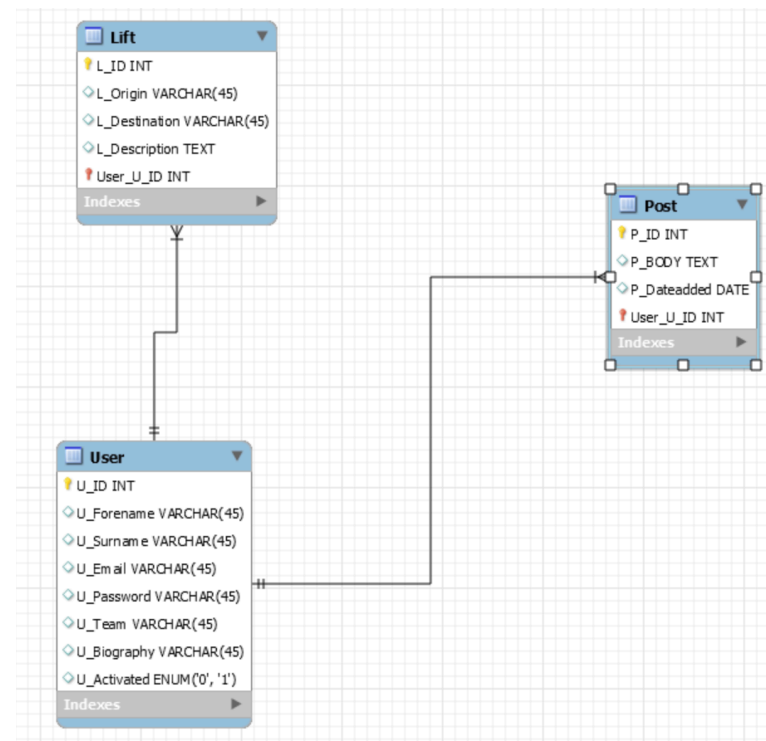 Lift
L_ID INT
L_Origin VARCHAR(45)
L_Destination VARCHAR(45)
L_Description TEXT
User_U_ID INT
Indexes
Post
P_ID INT
P_BODY TEXT
P_Dateadded DATE
User_U_ID INT
Indexes
User
U_ID INT
U_Forename VARCHAR(45)
U_Surname VARCHAR(45)
U_Email VARCHAR(45)
U_Password VARCHAR(45)
U_Team VARCHAR(45)
U_Biography VARCHAR(45)
U_Activated ENUM('0', '1')
Indexes